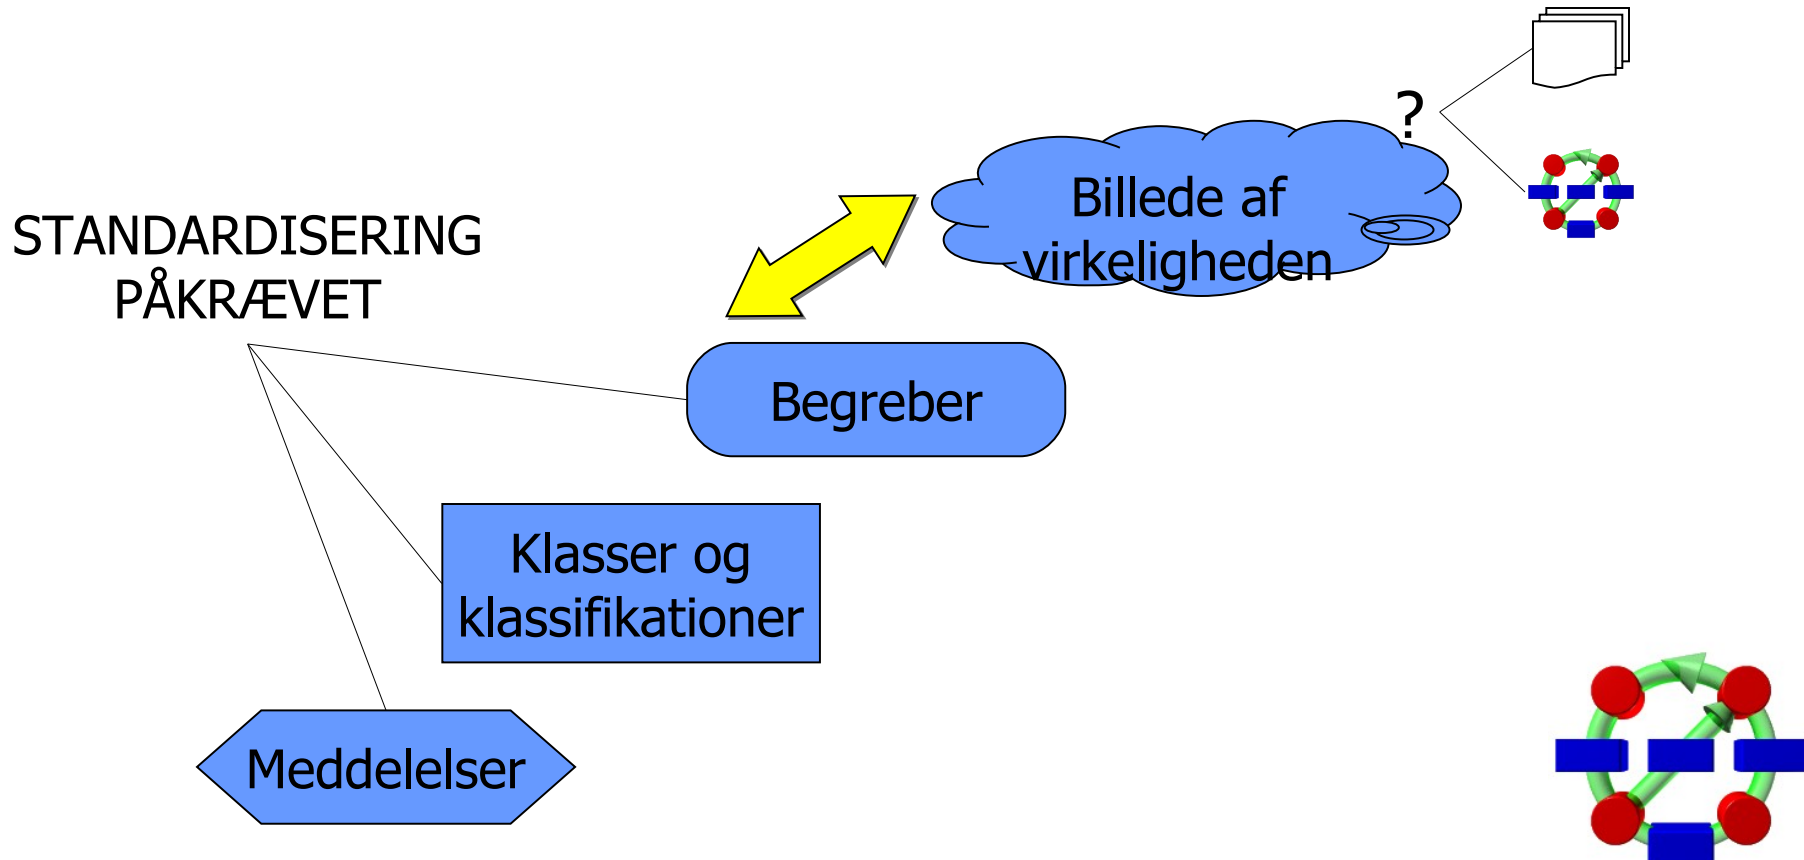 ?
Billede af
virkeligheden
STANDARDISERING
PÅKRÆVET
Begreber
Klasser og
klassifikationer
Meddelelser